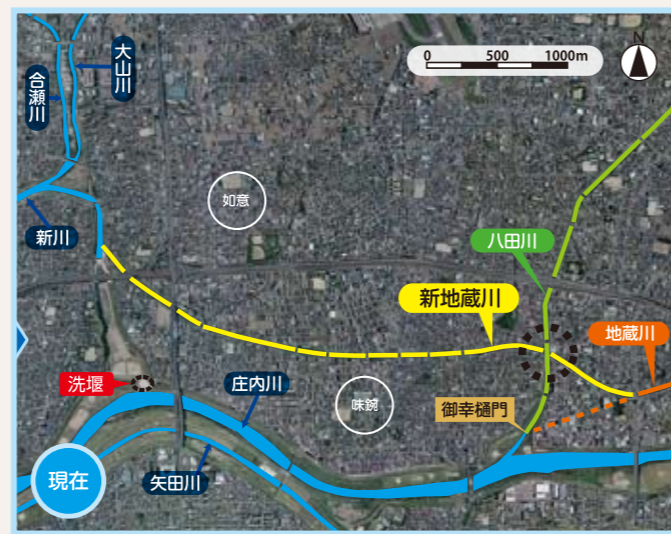 大山川
合瀬川
0 500 1000m
N
如意
新川
八田川
新地蔵川
地蔵川
洗堰
庄内川
味鋺
御幸樋門
現在
矢田川